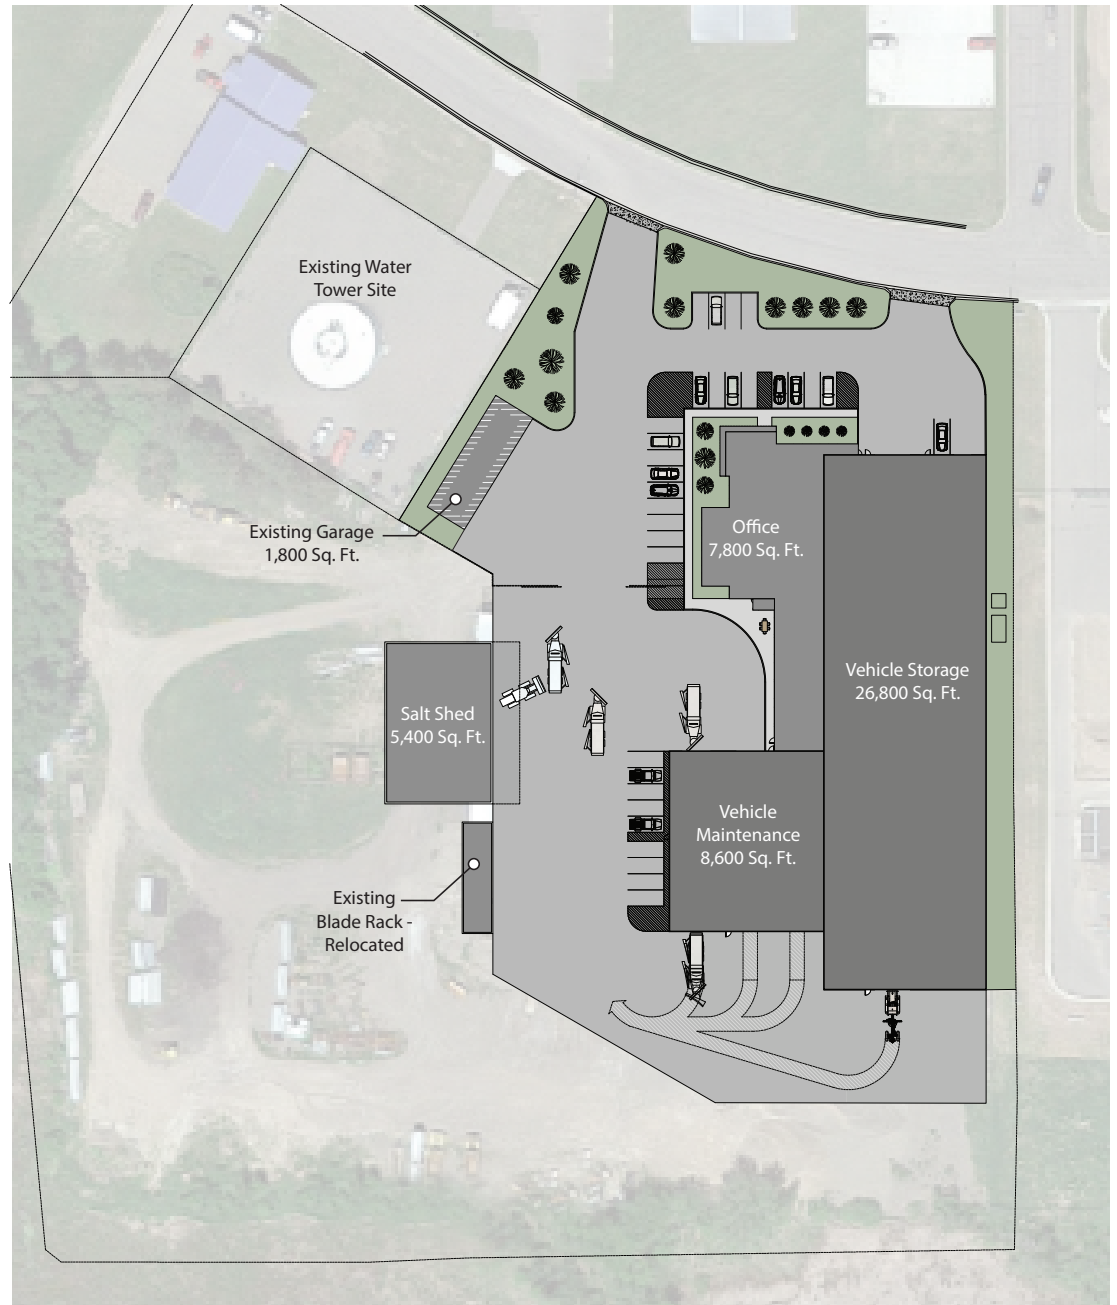 Existing Water
Tower Site
Existing Garage
1,800 Sq. Ft.
Office
7,800 Sq. Ft.
Vehicle Storage
26,800 Sq. Ft.
Salt Shed
5,400 Sq. Ft.
Vehicle
Maintenance
8,600 Sq. Ft.
Existing
Blade Rack -
Relocated